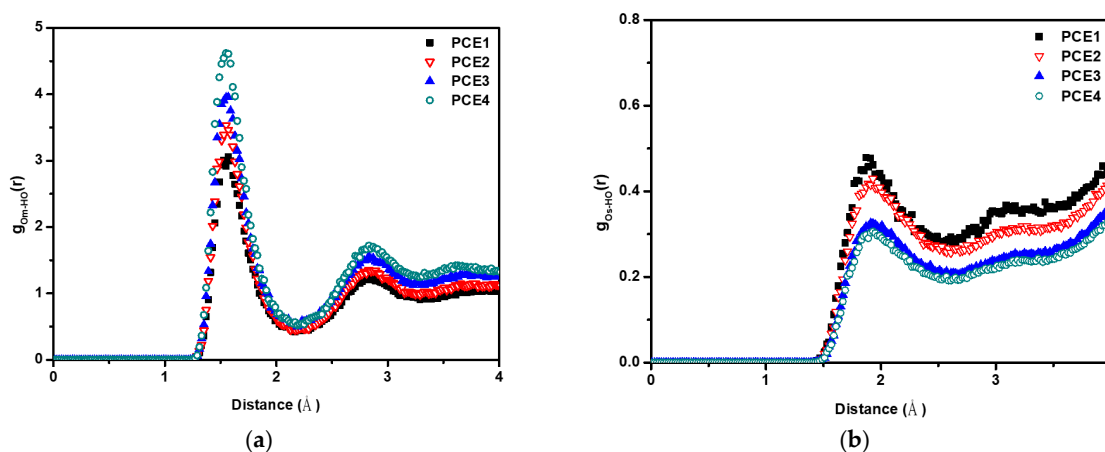 5
4
3
2
1
0
g_Om-HO(r)
PCE1
PCE2
PCE3
PCE4
0 1 2 3 4
Distance (Å)
(a)
0.8
0.6
0.4
0.2
0.0
g_Os-HO(r)
PCE1
PCE2
PCE3
PCE4
0 1 2 3
Distance (Å)
(b)